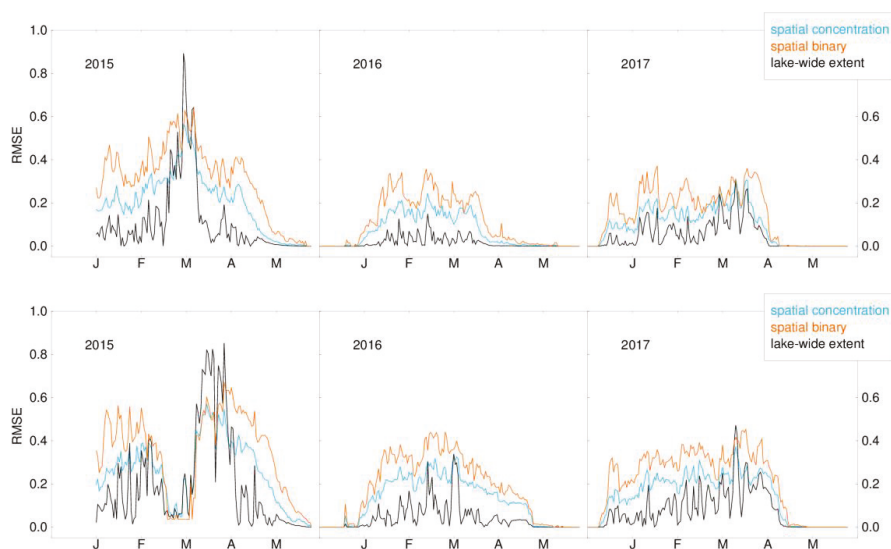 1.0
0.8
0.6
0.4
0.2
0.0
RMSE
2015
2016
2017
spatial concentration
spatial binary
lake-wide extent
0.6
0.4
0.2
0.0
J F M A M
J F M A M
J F M A M
1.0
0.8
0.6
0.4
0.2
0.0
RMSE
2015
2016
2017
spatial concentration
spatial binary
lake-wide extent
0.6
0.4
0.2
0.0
J F M A M
J F M A M
J F M A M